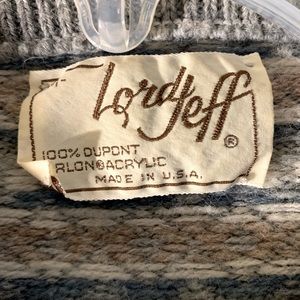 Lord Jeff ®
100% DUPONT
RLON® ACRYLIC
MADE IN U.S.A.